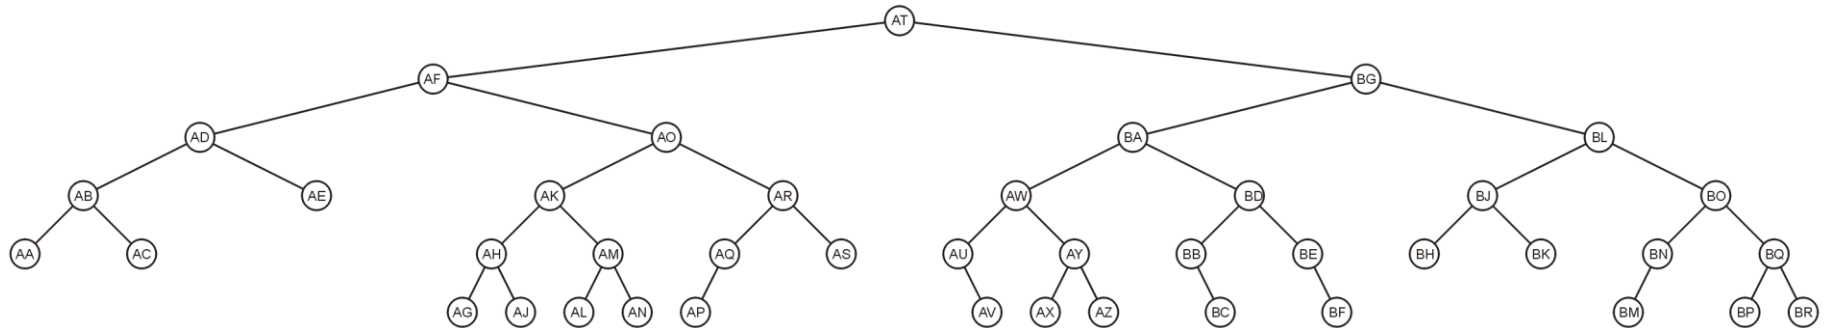 AT
AF BG
AD AO BA BL
AB AE AK AR AW BD BJ BO
AA AC AH AM AQ AS AU AY BB BE BH BK BN BQ
AG AJ AL AN AP AV AX AZ BC BF BM BP BR